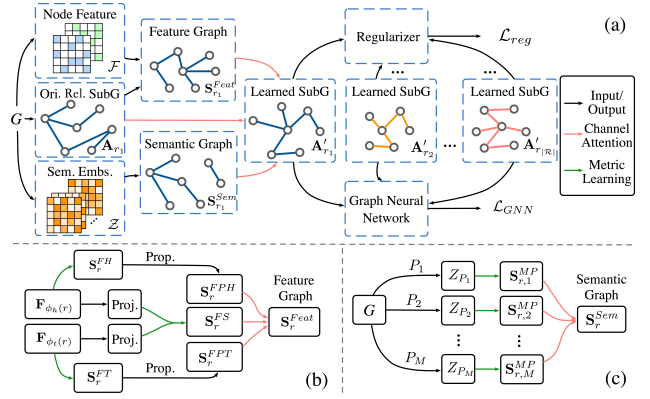 Node Feature
F
Feature Graph
S_{r_1}^{Feat}
Regularizer
L_{reg}
(a)
G
Ori. Rel. SubG
A_{r_1}
Learned SubG
A'_{r_1}
Learned SubG
A'_{r_2}
...
...
...
Learned SubG
A'_{r_{|R|}}
Input/
Output
Channel
Attention
Metric
Learning
Sem. Embs.
Z
Semantic Graph
S_{r_1}^{Sem}
Graph Neural
Network
L_{GNN}
S_r^{FH}
Prop.
F_{ϕ_h(r)}
Proj.
S_r^{FPH}
Feature
Graph
S_r^{FS}
S_r^{Feat}
F_{ϕ_t(r)}
Proj.
S_r^{FPT}
S_r^{FT}
Prop.
(b)
G
P_1
Z_{P_1}
S_{r,1}^{MP}
P_2
Z_{P_2}
S_{r,2}^{MP}
Semantic
Graph
S_r^{Sem}
⋮
⋮
P_M
Z_{P_M}
S_{r,M}^{MP}
(c)